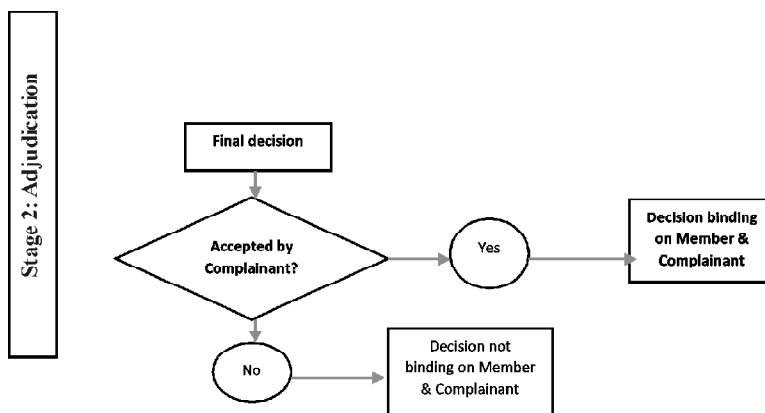 Stage 2: Adjudication
Final decision
Accepted by
Complainant?
Yes
Decision binding
on Member &
Complainant
No
Decision not
binding on Member
& Complainant